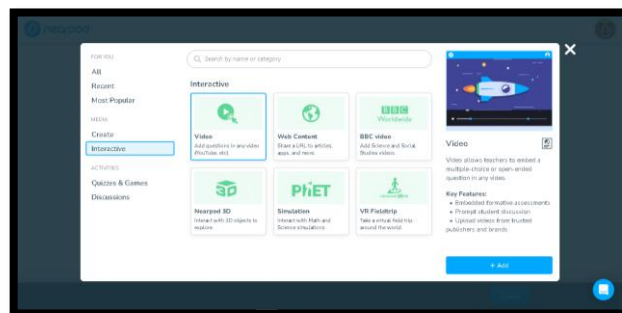 nearpod
FOR YOU
All
Recent
Most Popular
MEDIA
Create
Interactive
ACTIVITIES
Quizzes & Games
Discussions
Search by name or category
Interactive
Video
Add questions in any video
(YouTube, etc).
Web Content
Share a URL to articles,
apps, and more.
BBC
Worldwide
BBC video
Add Science and Social
Studies videos.
3D
Nearpod 3D
Interact with 3D objects to
explore
PhET
Simulation
Interact with Math and
Science simulations.
VR Fieldtrip
Take a virtual field trip
around the world.
Video
Video allows teachers to embed a
multiple-choice or open-ended
question in any video.
Key Features:
• Embedded formative assessments
• Prompt student discussion
• Upload videos from trusted
publishers and brands
+ Add